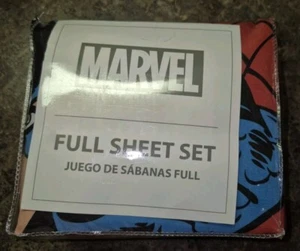 MARVEL
FULL SHEET SET
JUEGO DE SÁBANAS FULL